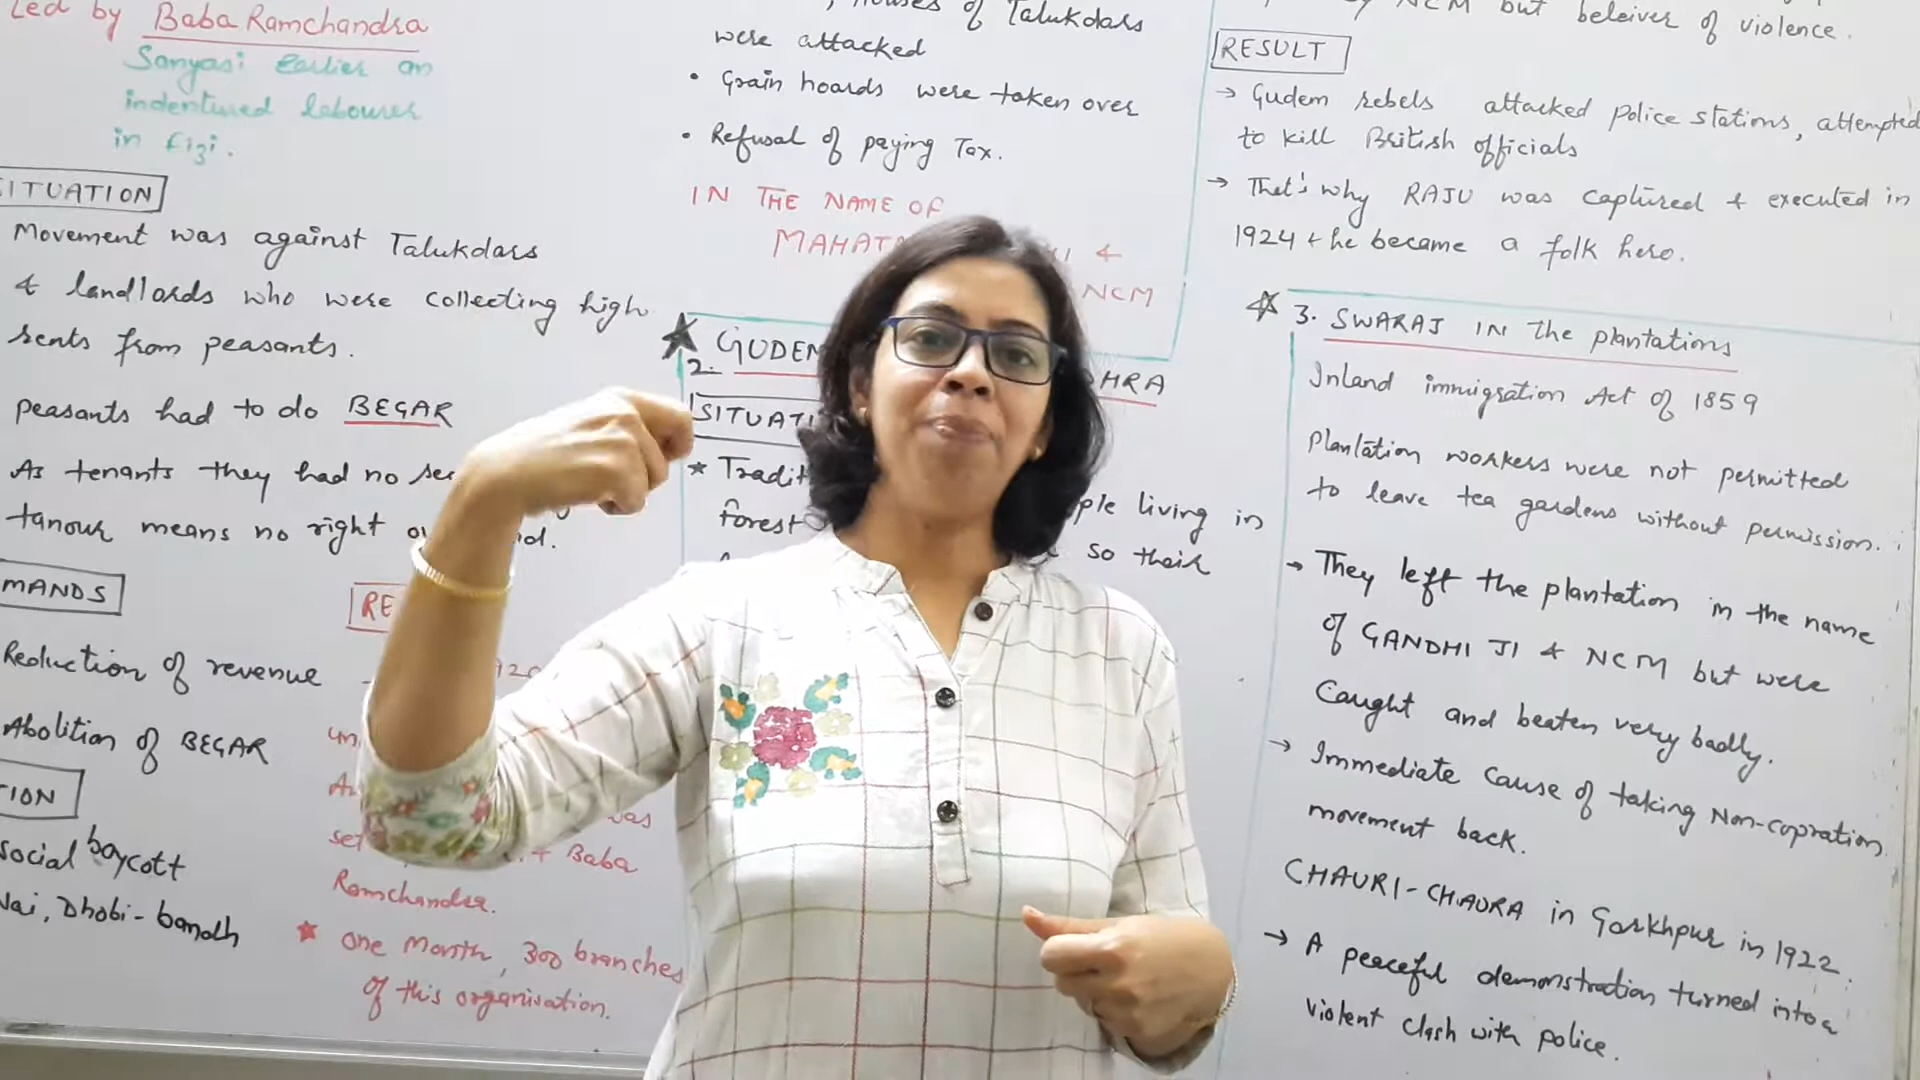 Led by Baba Ramchandra
Sanyasi Earlier an
indentured labourer
in Fizi.
SITUATION
Movement was against Talukdars
& landlords who were collecting high
rents from peasants.
peasants had to do BEGAR
As tenants they had no
tanour means no right
MANDS
Reduction of revenue
Abolition of BEGAR
TION
social boycott
Nai, Dhobi-bandh
Baba
Ramchandra.
★ one Month, 300 branches
of this organisation.
, houses of Talukdars
were attacked
• Grain hoards were taken over
• Refusal of paying Tax.
IN THE NAME OF
&
NCM
2. GUDEM
SITUATI
★ Tradit
ple living in
forest
so their
NCM but beleiver of violence.
RESULT
→ Gudem rebels attacked police stations, attempted
to kill British officials
→ That's why RAJU was captured & executed in
1924 & he became a folk hero.
3. SWARAJ IN the plantations
Inland immigration Act of 1859
Plantation workers were not permitted
to leave tea gardens without permission.
→ They left the plantation in the name
of GANDHI JI & NCM but were
Caught and beaten very badly.
→ Immediate Cause of taking Non-copration
movement back.
CHAURI-CHAURA in Gorkhpur in 1922.
→ A peaceful demonstration turned into a
violent clash with police.